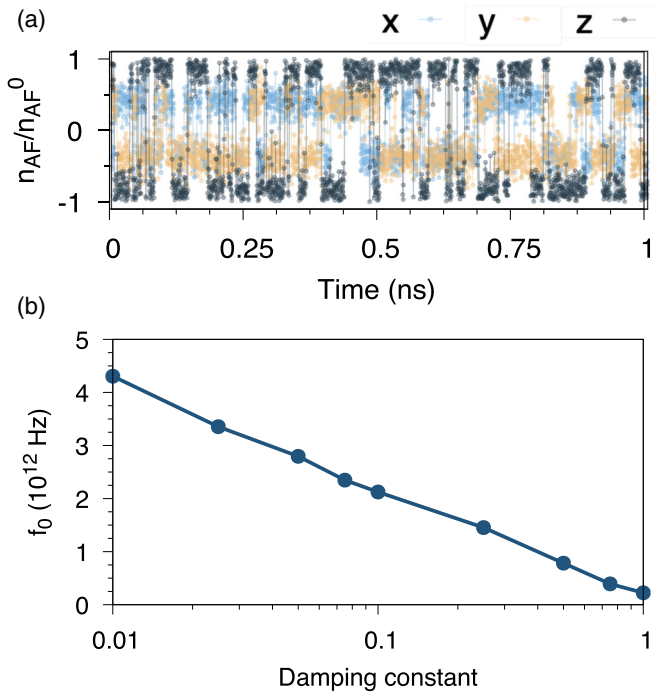 (a)
x y z
n_AF/n_AF^0
1
0
-1
0 0.25 0.5 0.75 1
Time (ns)
(b)
f_0 (10^12 Hz)
5
4
3
2
1
0
0.01 0.1 1
Damping constant